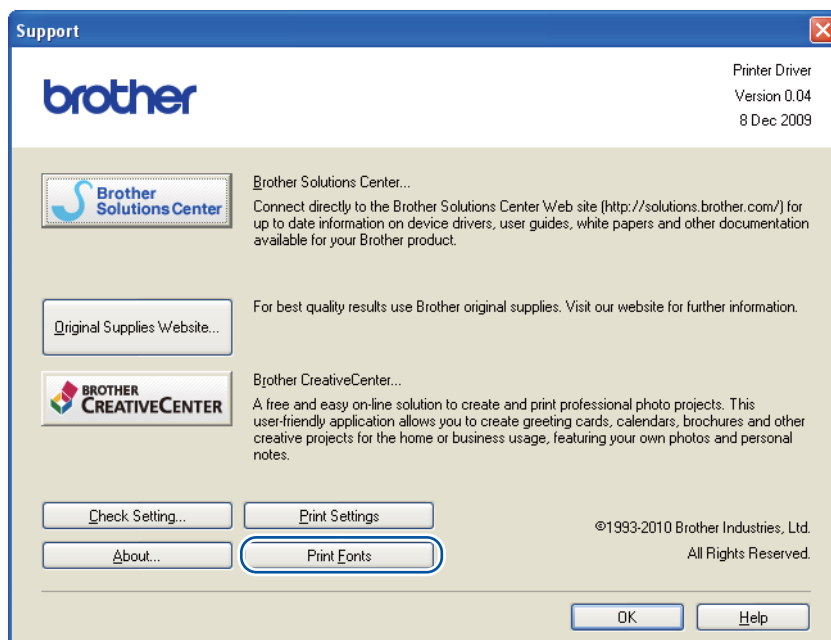 Support
brother
Printer Driver
Version 0.04
8 Dec 2009
Brother
Solutions Center
Brother Solutions Center...
Connect directly to the Brother Solutions Center Web site (http://solutions.brother.com/) for
up to date information on device drivers, user guides, white papers and other documentation
available for your Brother product.
Original Supplies Website...
For best quality results use Brother original supplies. Visit our website for further information.
BROTHER
CREATIVECENTER
Brother CreativeCenter...
A free and easy on-line solution to create and print professional photo projects. This
user-friendly application allows you to create greeting cards, calendars, brochures and other
creative projects for the home or business usage, featuring your own photos and personal
notes.
Check Setting...
Print Settings
About...
Print Fonts
©1993-2010 Brother Industries, Ltd.
All Rights Reserved.
OK
Help